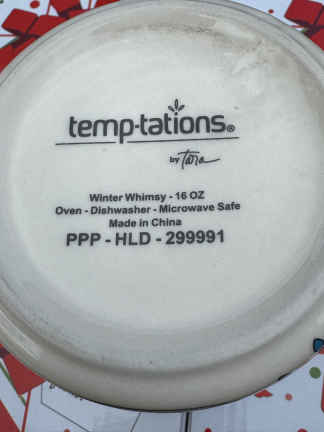 temp-tations®
by Tara
Winter Whimsy - 16 OZ
Oven - Dishwasher - Microwave Safe
Made in China
PPP - HLD - 299991